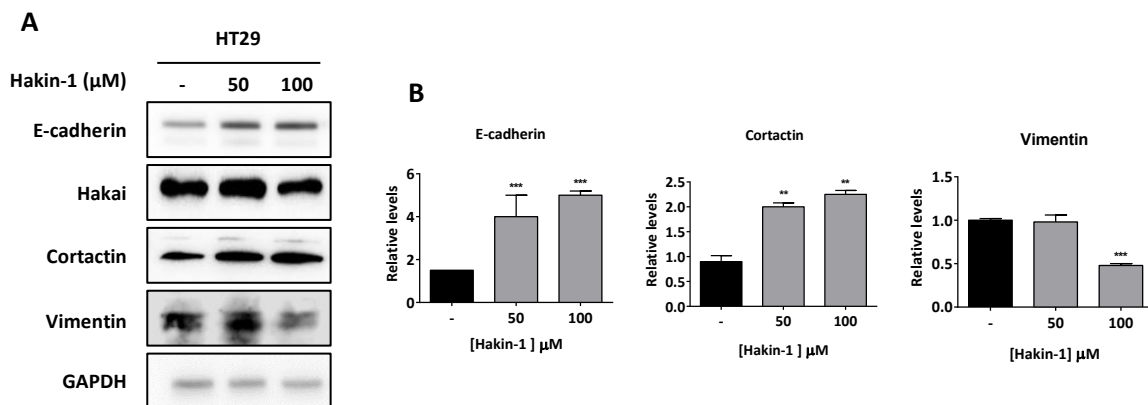 A
HT29
Hakin-1 (μM) - 50 100
E-cadherin
Hakai
Cortactin
Vimentin
GAPDH
B
E-cadherin
Relative levels
6
4
2
0
***
***
- 50 100
[Hakin-1 ] μM
Cortactin
Relative levels
2.5
2.0
1.5
1.0
0.5
0.0
**
**
- 50 100
[Hakin-1 ] μM
Vimentin
Relative levels
1.5
1.0
0.5
0.0
***
- 50 100
[Hakin-1] μM